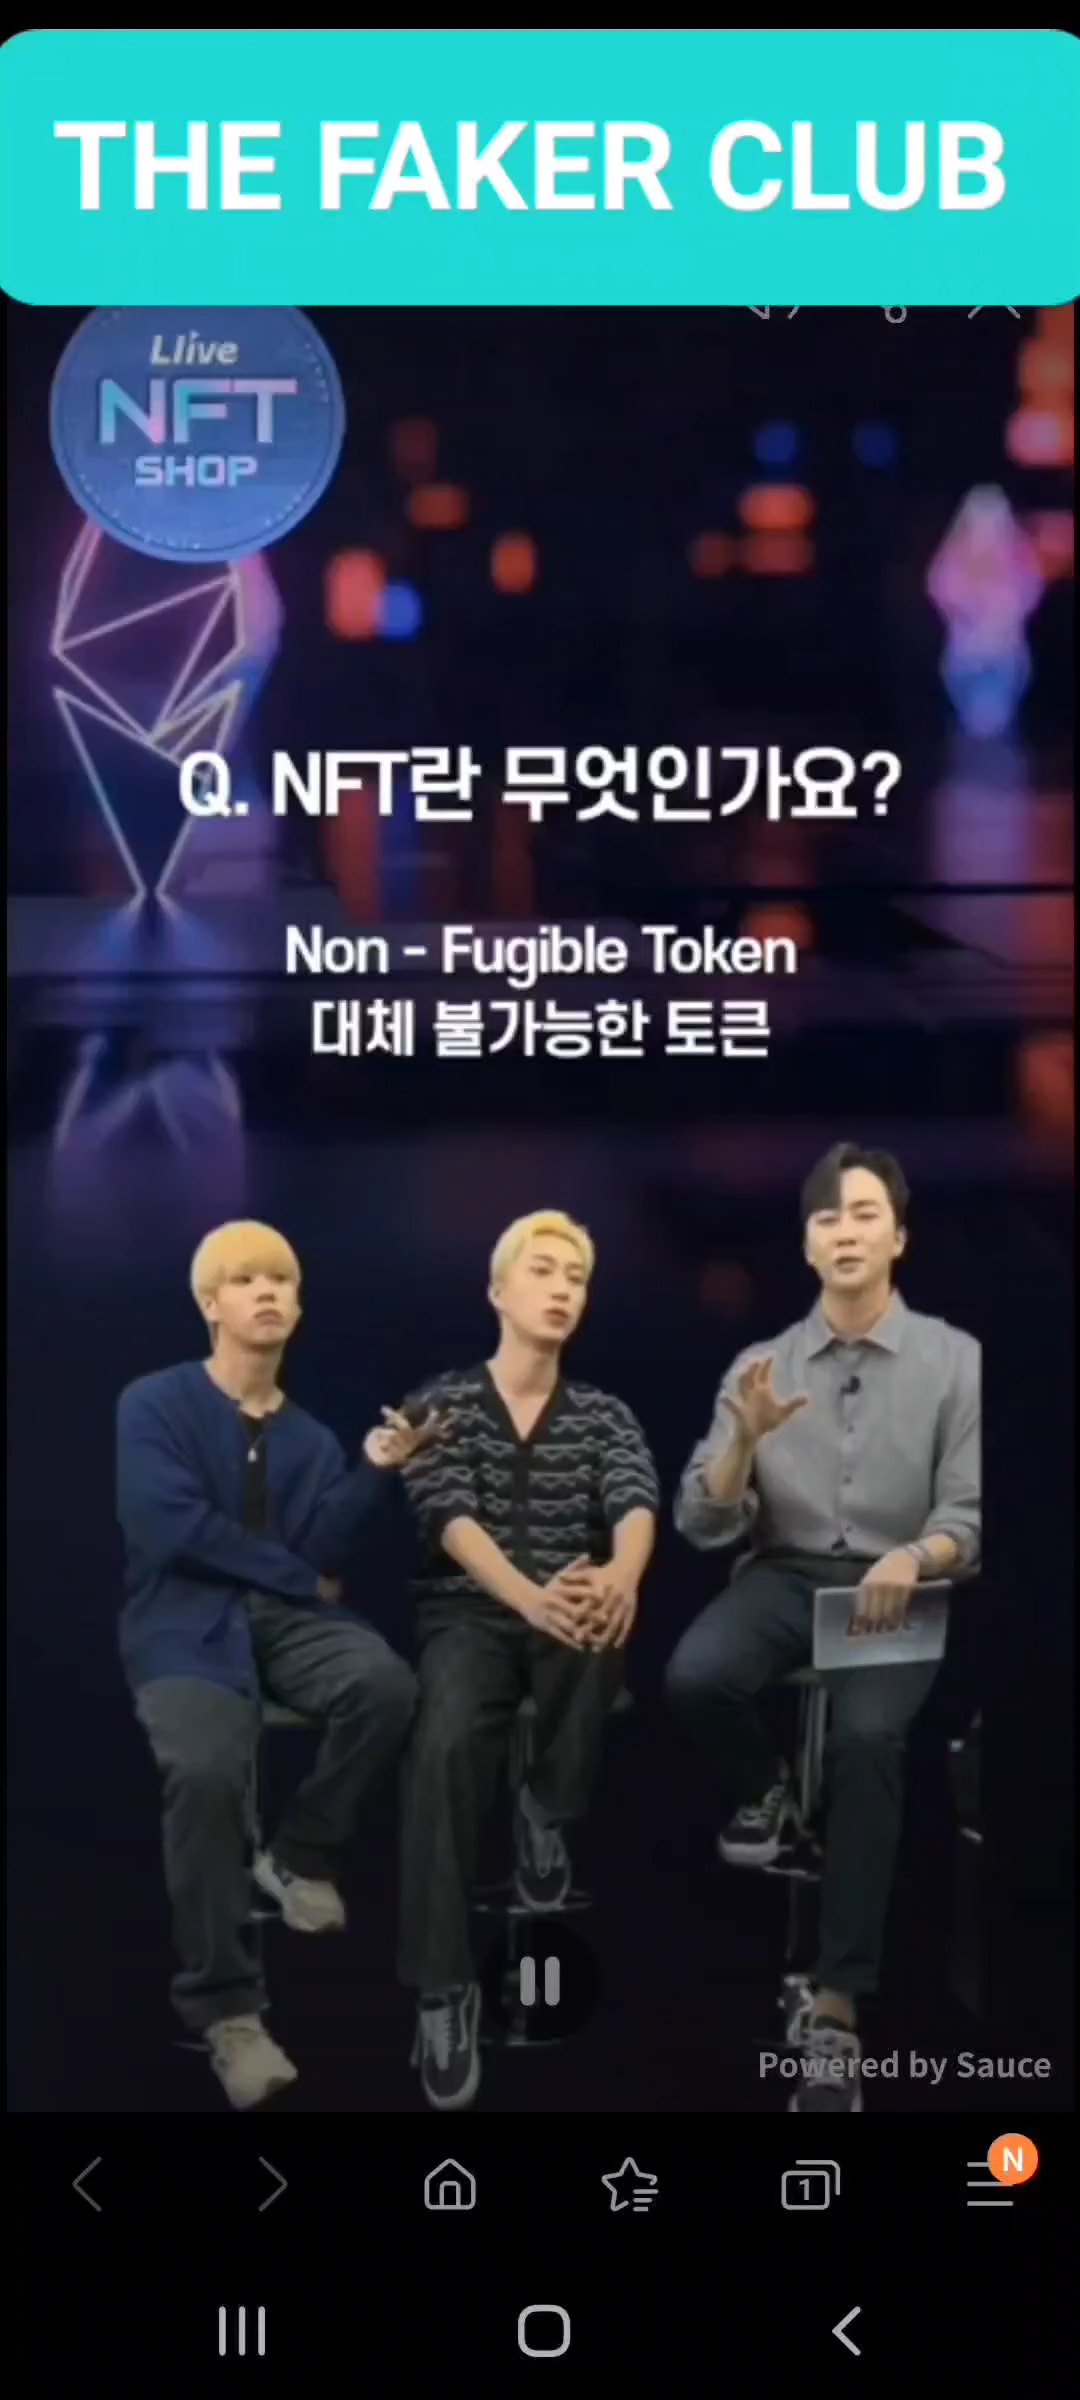 THE FAKER CLUB
LIive
NFT
SHOP
Q. NFT란 무엇인가요?
Non - Fugible Token
대체 불가능한 토큰
Powered by Sauce
1
N